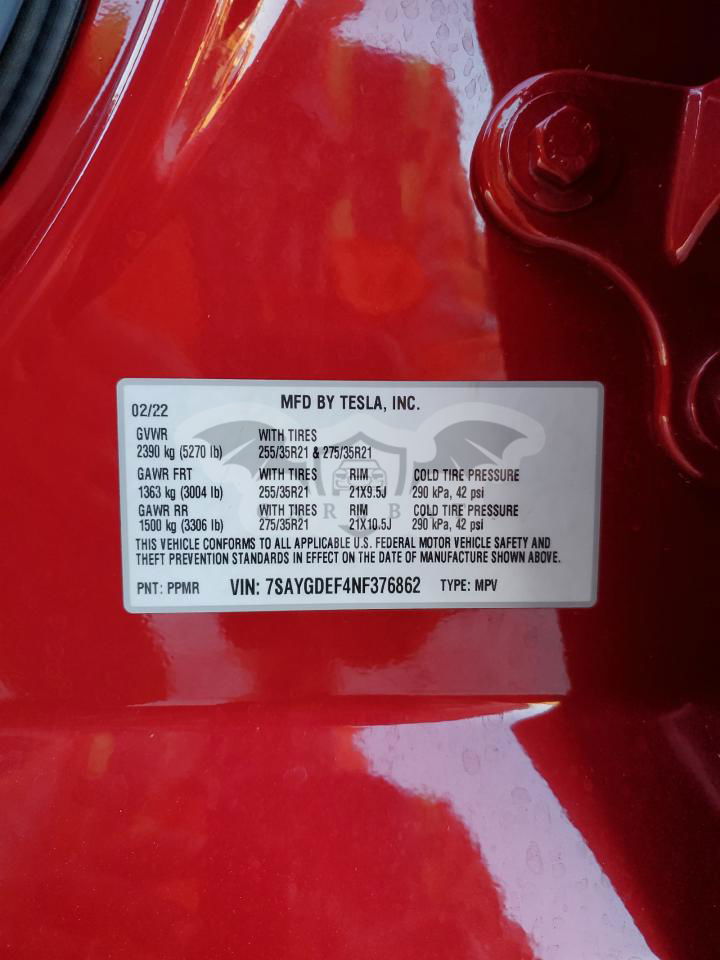 MFD BY TESLA, INC.
02/22
GVWR WITH TIRES
2390 kg (5270 lb) 255/35R21 & 275/35R21
GAWR FRT WITH TIRES RIM COLD TIRE PRESSURE
1363 kg (3004 lb) 255/35R21 21X9.5J 290 kPa, 42 psi
GAWR RR WITH TIRES RIM COLD TIRE PRESSURE
1500 kg (3306 lb) 275/35R21 21X10.5J 290 kPa, 42 psi
THIS VEHICLE CONFORMS TO ALL APPLICABLE U.S. FEDERAL MOTOR VEHICLE SAFETY AND
THEFT PREVENTION STANDARDS IN EFFECT ON THE DATE OF MANUFACTURE SHOWN ABOVE.
PNT: PPMR VIN: 7SAYGDEF4NF376862 TYPE: MPV